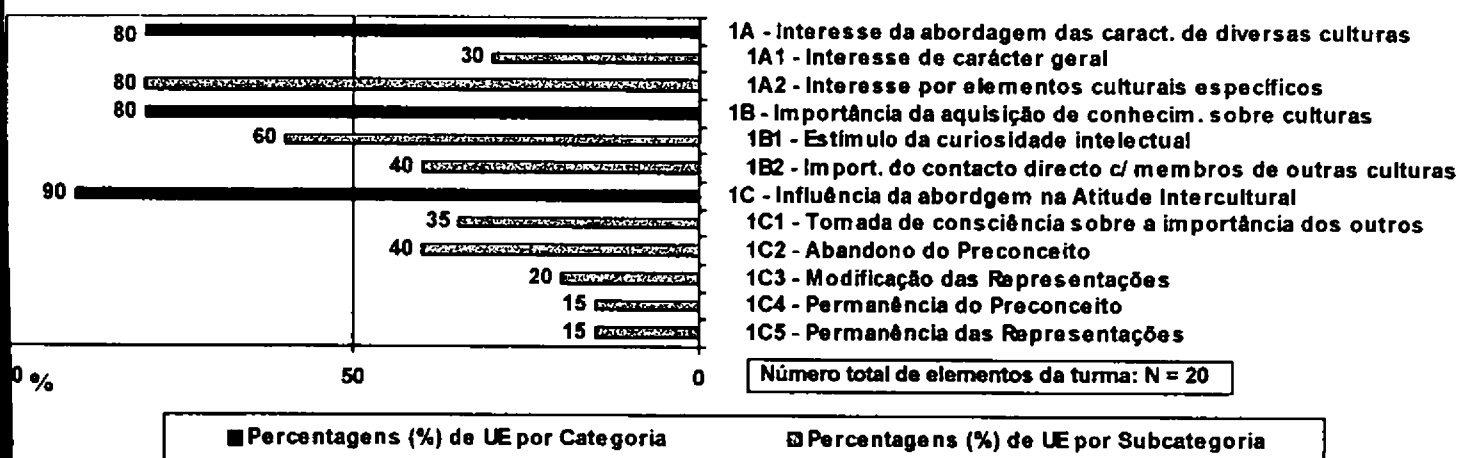 80 1A - Interesse da abordagem das caract. de diversas culturas
30 1A1 - Interesse de carácter geral
80 1A2 - Interesse por elementos culturais específicos
80 1B - Importância da aquisição de conhecim. sobre culturas
60 1B1 - Estímulo da curiosidade intelectual
40 1B2 - Import. do contacto directo c/ membros de outras culturas
90 1C - Influência da abordgem na Atitude Intercultural
35 1C1 - Tomada de consciência sobre a importância dos outros
40 1C2 - Abandono do Preconceito
20 1C3 - Modificação das Representações
15 1C4 - Permanência do Preconceito
15 1C5 - Permanência das Representações
0 % 50 0
Número total de elementos da turma: N = 20
Percentagens (%) de UE por Categoria Percentagens (%) de UE por Subcategoria